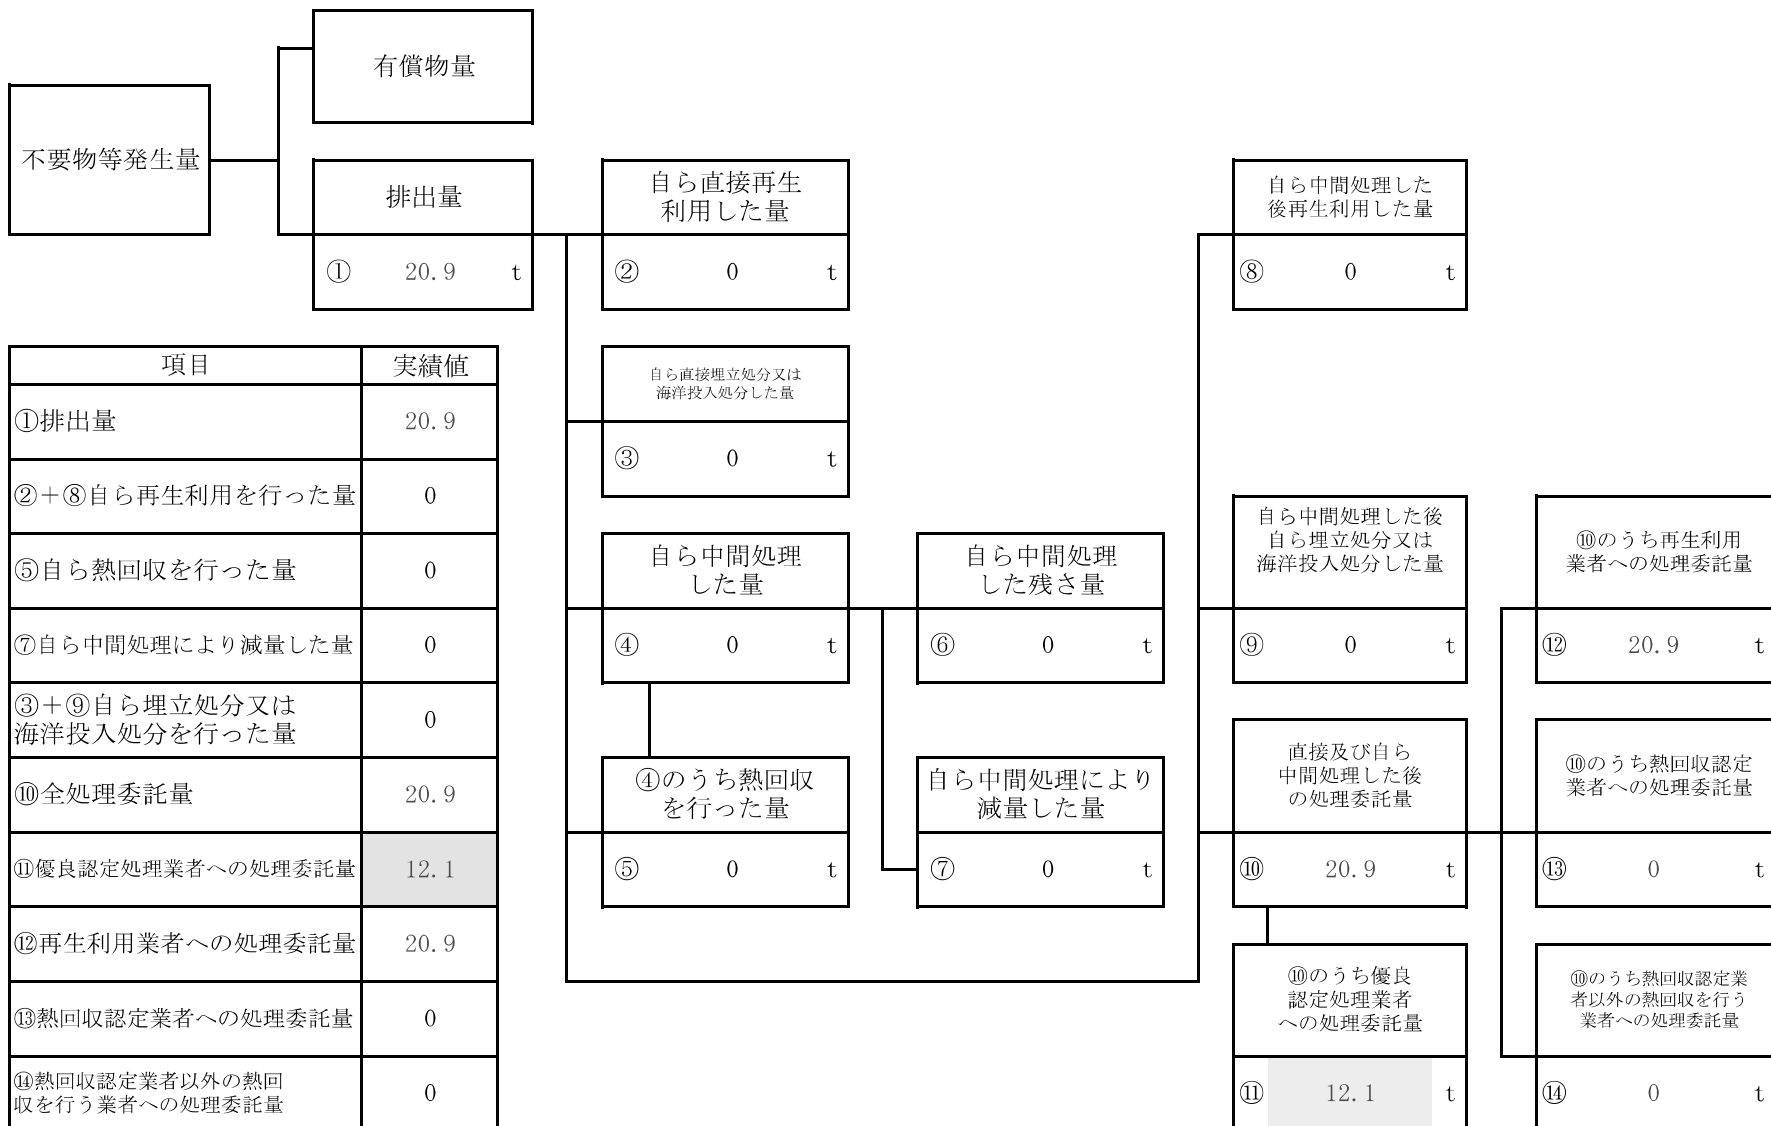 有償物量
不要物等発生量
排出量
① 20.9 t
自ら直接再生
利用した量
② 0 t
自ら中間処理した
後再生利用した量
⑧ 0 t
自ら直接埋立処分又は
海洋投入処分した量
③ 0 t
項目 実績値
①排出量 20.9
②+⑧自ら再生利用を行った量 0
⑤自ら熱回収を行った量 0
⑦自ら中間処理により減量した量 0
③+⑨自ら埋立処分又は
海洋投入処分を行った量 0
⑩全処理委託量 20.9
⑪優良認定処理業者への処理委託量 12.1
⑫再生利用業者への処理委託量 20.9
⑬熱回収認定業者への処理委託量 0
⑭熱回収認定業者以外の熱回
収を行う業者への処理委託量 0
自ら中間処理
した量
④ 0 t
自ら中間処理
した残さ量
⑥ 0 t
自ら中間処理した後
自ら埋立処分又は
海洋投入処分した量
⑨ 0 t
⑩のうち再生利用
業者への処理委託量
⑫ 20.9 t
④のうち熱回収
を行った量
⑤ 0 t
自ら中間処理により
減量した量
⑦ 0 t
直接及び自ら
中間処理した後
の処理委託量
⑩ 20.9 t
⑩のうち熱回収認定
業者への処理委託量
⑬ 0 t
⑩のうち優良
認定処理業者
への処理委託量
⑪ 12.1 t
⑩のうち熱回収認定業
者以外の熱回収を行う
業者への処理委託量
⑭ 0 t